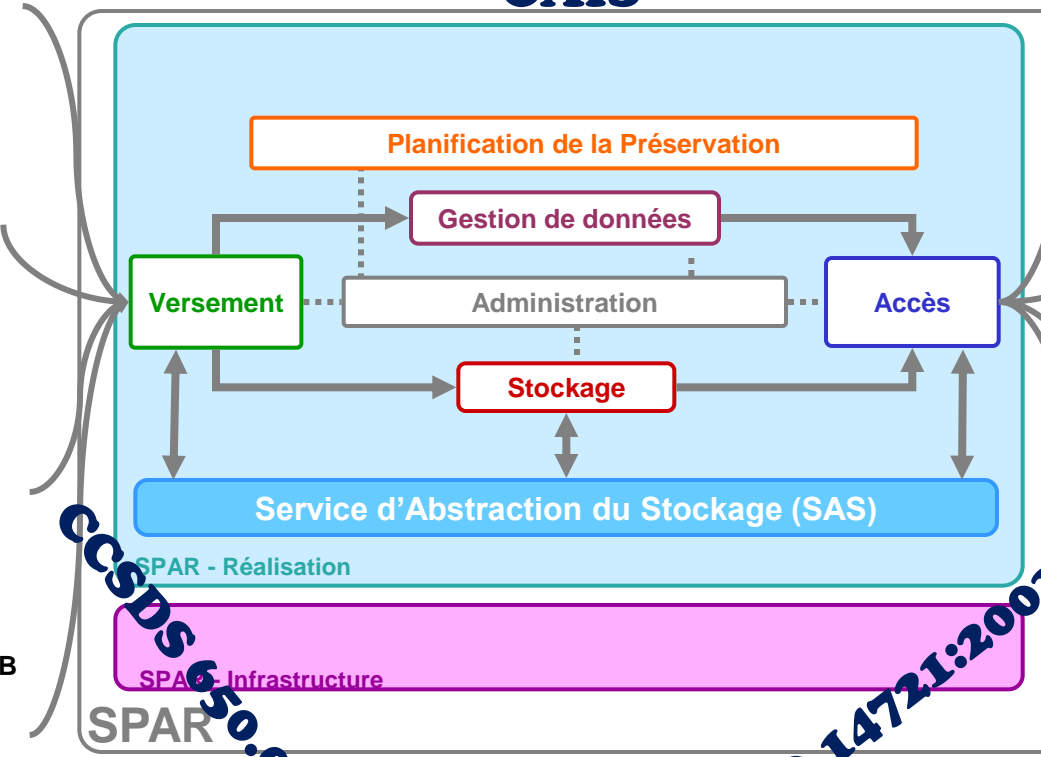 Planification de la Préservation
Gestion de données
Versement
Administration
Accès
Stockage
Service d'Abstraction du Stockage (SAS)
SPAR - Réalisation
CCSDS 650.
SPAR - Infrastructure
14721:200
B
SPAR